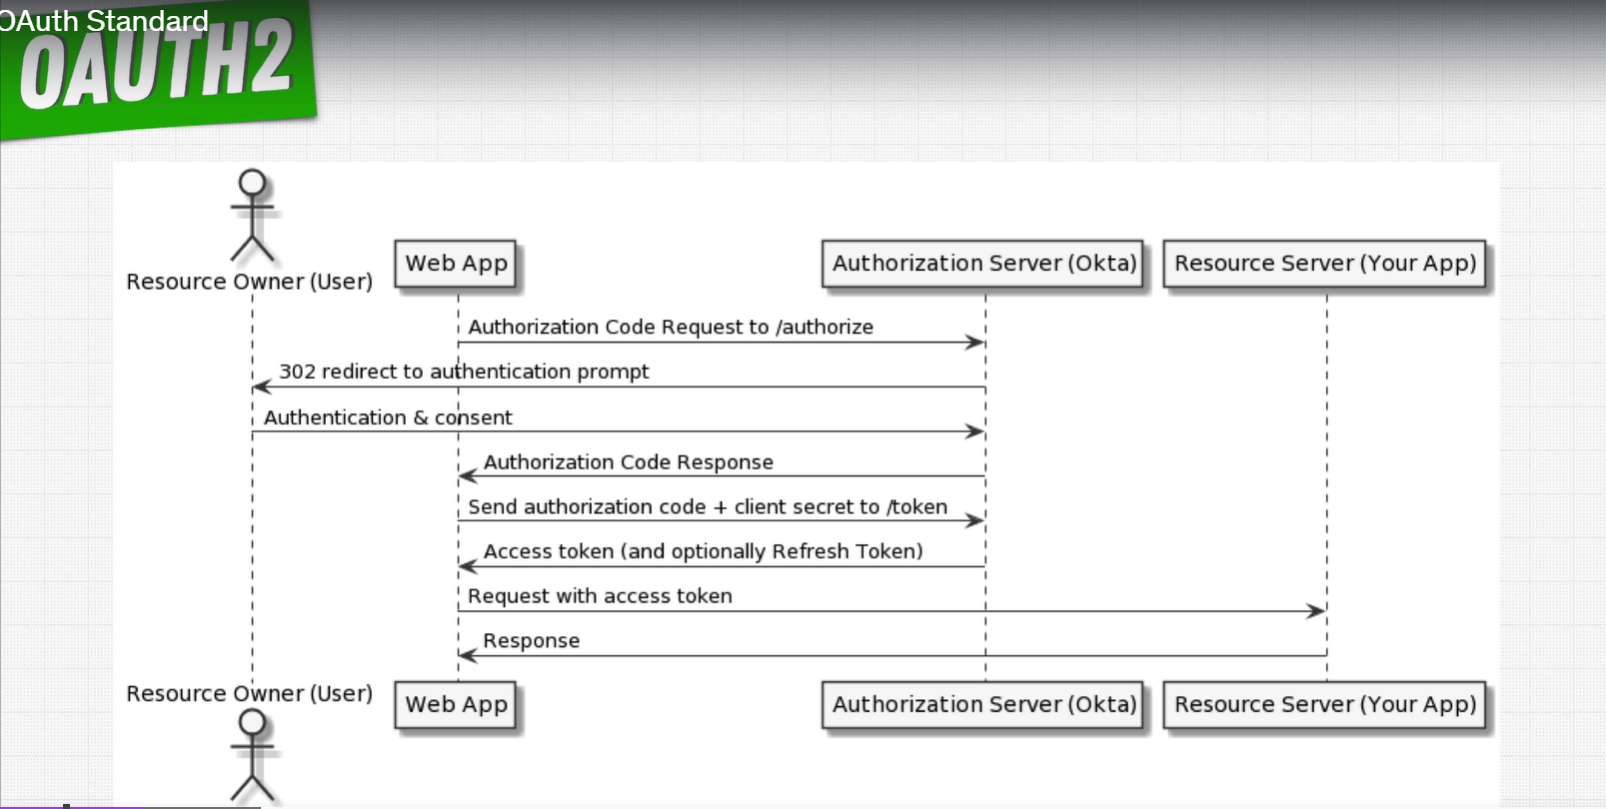 OAuth Standard
OAUTH2
Resource Owner (User)
Web App
Authorization Server (Okta)
Resource Server (Your App)
Authorization Code Request to /authorize
302 redirect to authentication prompt
Authentication & consent
Authorization Code Response
Send authorization code + client secret to /token
Access token (and optionally Refresh Token)
Request with access token
Response
Resource Owner (User)
Web App
Authorization Server (Okta)
Resource Server (Your App)